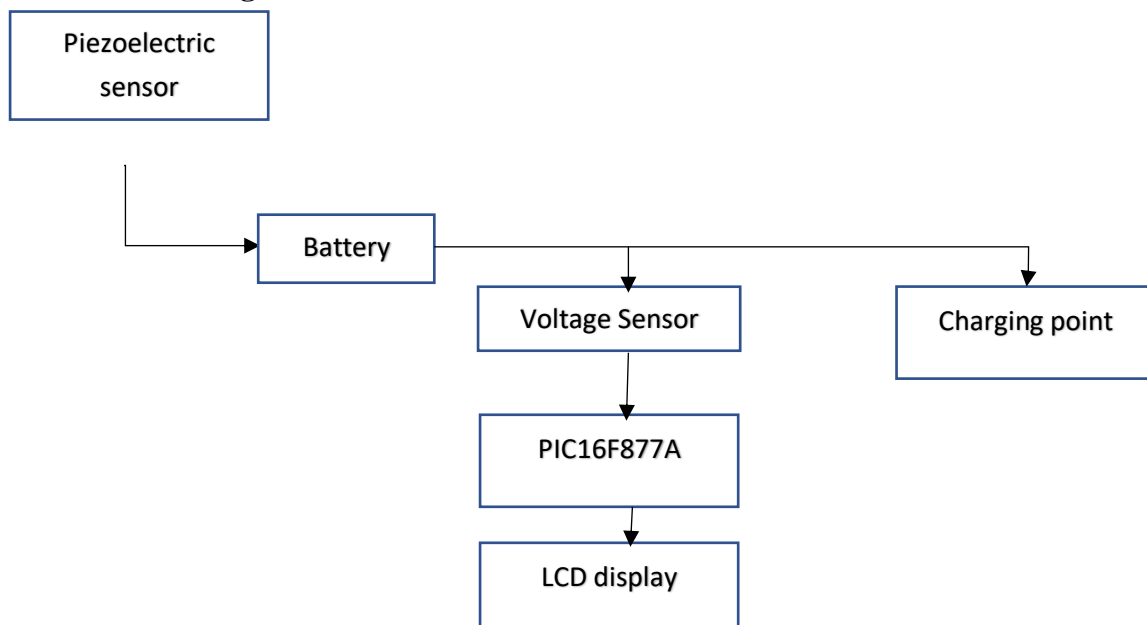 Piezoelectric
sensor
Battery
Voltage Sensor
Charging point
PIC16F877A
LCD display